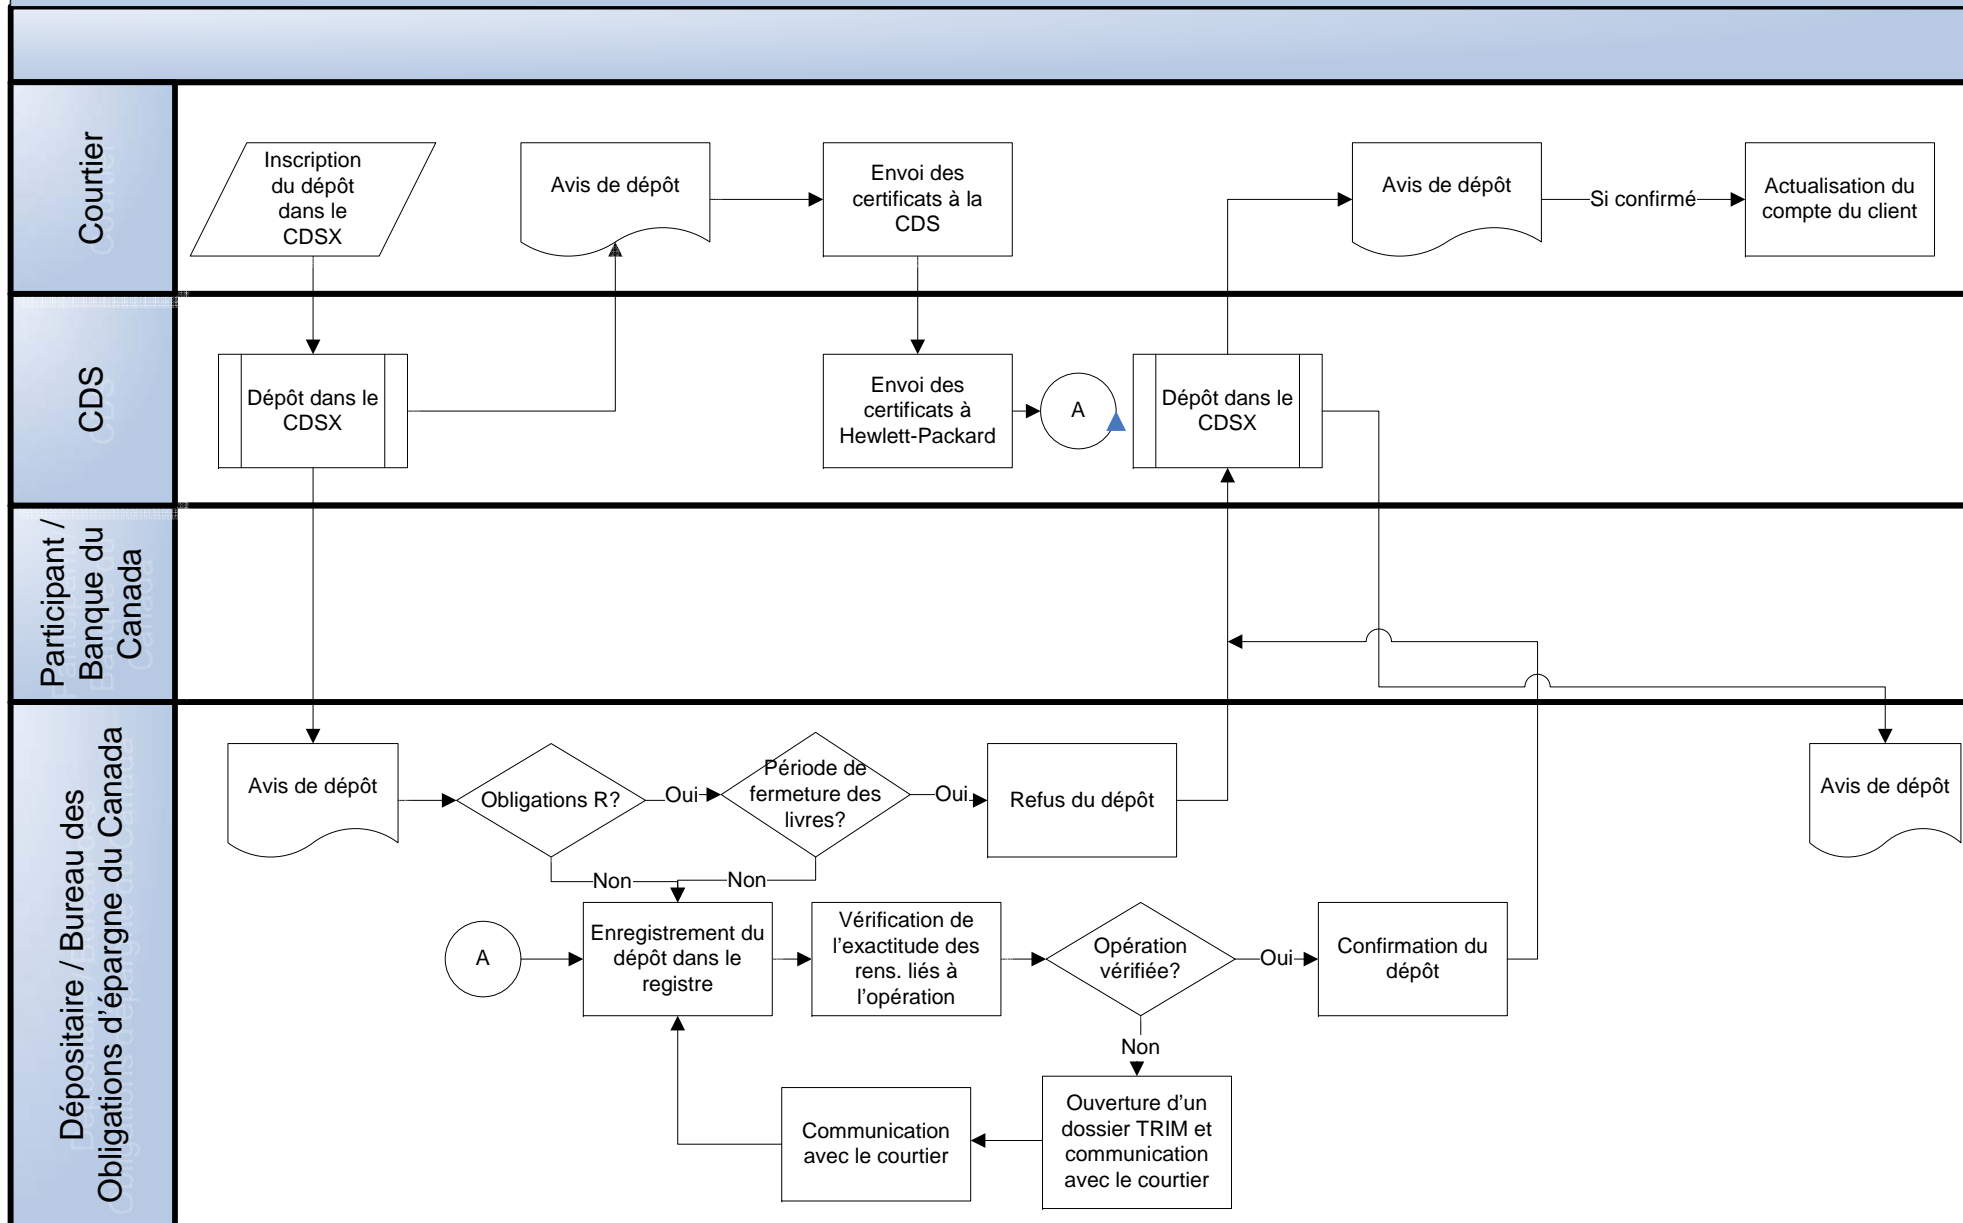 Courtier
Inscription
du dépôt
dans le
CDSX
Avis de dépôt
Envoi des
certificats à la
CDS
Avis de dépôt
Si confirmé
Actualisation du
compte du client
CDS
Dépôt dans le
CDSX
Envoi des
certificats à
Hewlett-Packard
A
Dépôt dans le
CDSX
Participant /
Banque du
Canada
Dépositaire / Bureau des
Obligations d’épargne du Canada
Avis de dépôt
Obligations R?
Oui
Période de
fermeture des
livres?
Oui
Refus du dépôt
Avis de dépôt
Non
Non
A
Enregistrement du
dépôt dans le
registre
Vérification de
l’exactitude des
rens. liés à
l’opération
Opération
vérifiée?
Oui
Confirmation du
dépôt
Non
Communication
avec le courtier
Ouverture d’un
dossier TRIM et
communication
avec le courtier